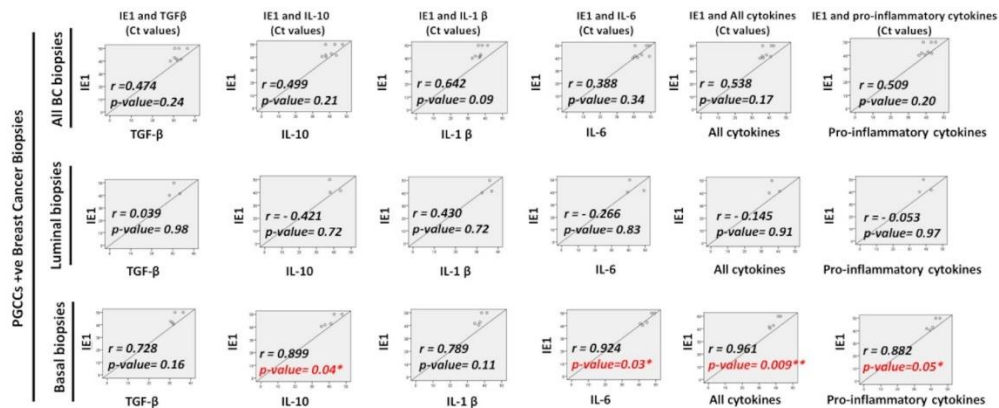 IE1 and TGFβ
(Ct values)
IE1 and IL-10
(Ct values)
IE1 and IL-1 β
(Ct values)
IE1 and IL-6
(Ct values)
IE1 and All cytokines
(Ct values)
IE1 and pro-inflammatory cytokines
(Ct values)
PGCCs +ve Breast Cancer Biopsies
All BC biopsies
IE1
r =0.474
p-value=0.24
TGF-β
IE1
r =0.499
p-value= 0.21
IL-10
IE1
r = 0.642
p-value= 0.09
IL-1 β
IE1
r = 0.388
p-value= 0.34
IL-6
IE1
r = 0.538
p-value=0.17
All cytokines
IE1
r = 0.509
p-value= 0.20
Pro-inflammatory cytokines
Luminal biopsies
IE1
r = 0.039
p-value= 0.98
TGF-β
IE1
r = - 0.421
p-value= 0.72
IL-10
IE1
r = 0.430
p-value= 0.72
IL-1 β
IE1
r = - 0.266
p-value= 0.83
IL-6
IE1
r = - 0.145
p-value= 0.91
All cytokines
IE1
r = - 0.053
p-value= 0.97
Pro-inflammatory cytokines
Basal biopsies
IE1
r = 0.728
p-value= 0.16
TGF-β
IE1
r = 0.899
p-value= 0.04*
IL-10
IE1
r = 0.789
p-value= 0.11
IL-1 β
IE1
r = 0.924
p-value=0.03*
IL-6
IE1
r = 0.961
p-value= 0.009**
All cytokines
IE1
r = 0.882
p-value=0.05*
Pro-inflammatory cytokines